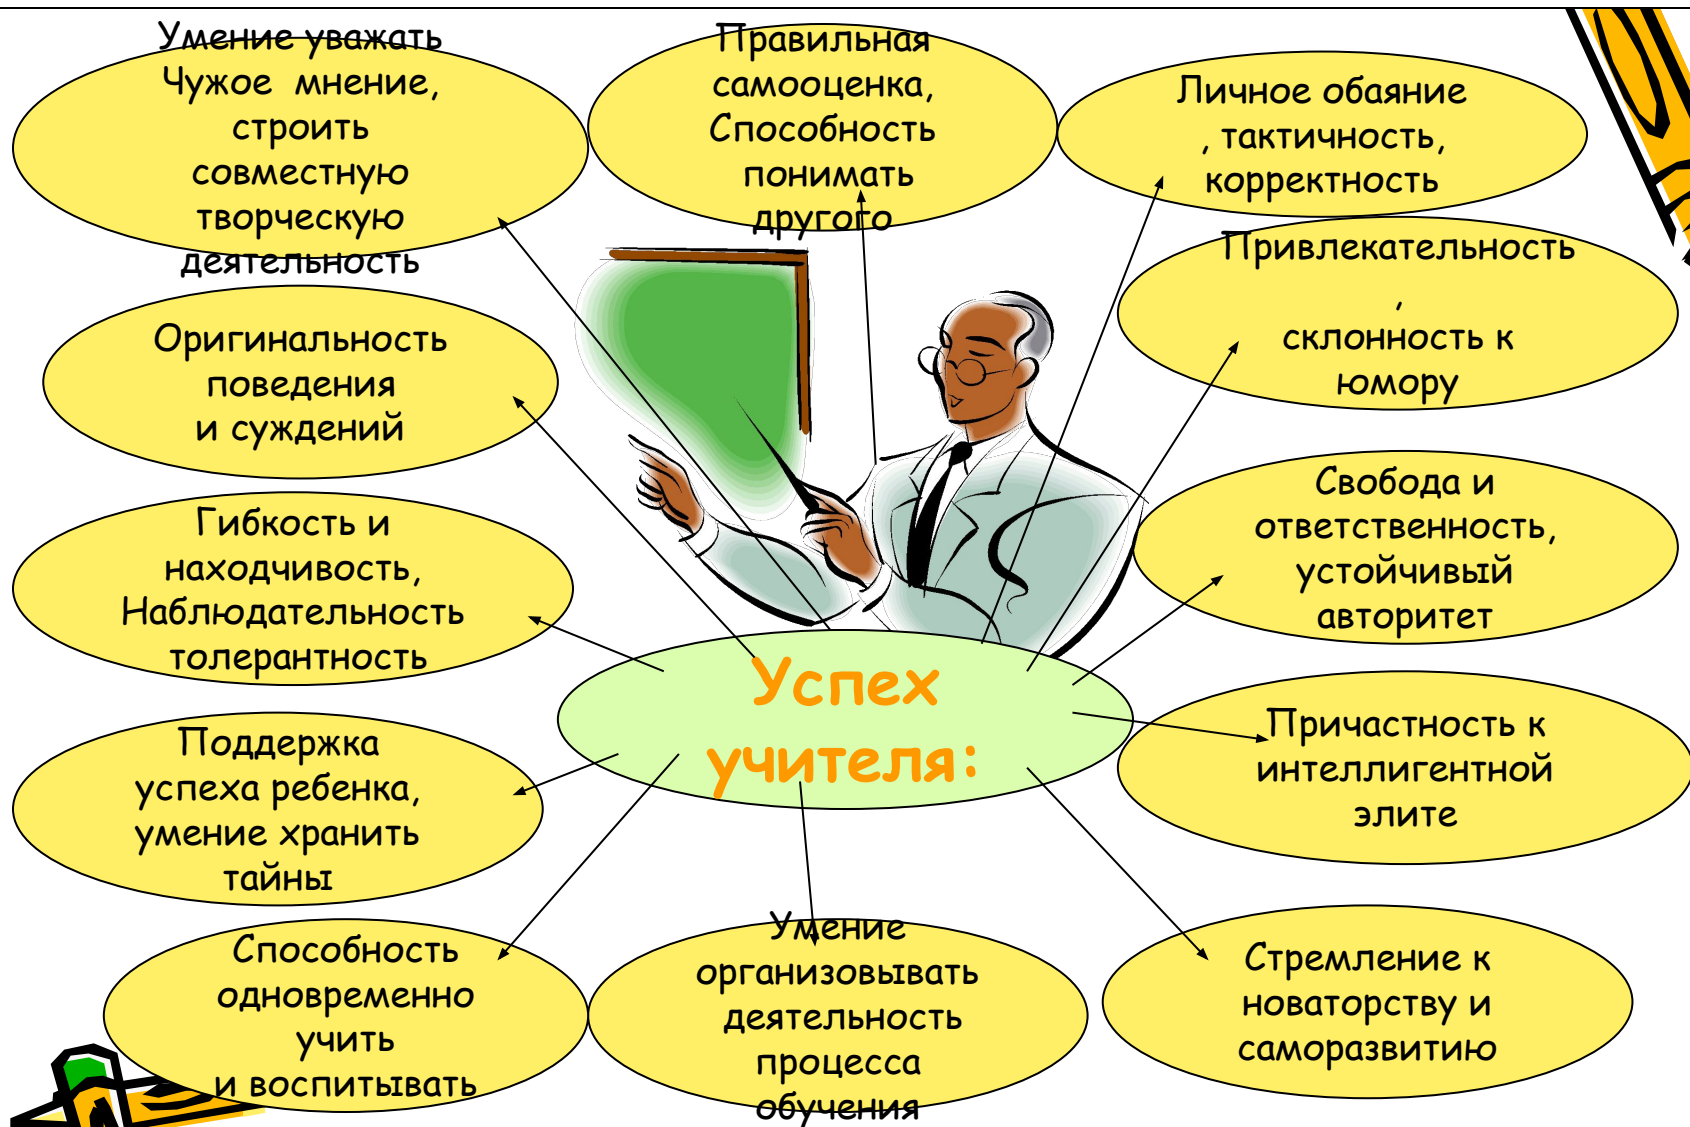 Умение уважать
Чужое мнение,
строить
совместную
творческую
деятельность
Правильная
самооценка,
Способность
понимать
другого
Личное обаяние
, тактичность,
корректность
Привлекательность
,
склонность к
юмору
Оригинальность
поведения
и суждений
Свобода и
ответственность,
устойчивый
авторитет
Гибкость и
находчивость,
Наблюдательность
толерантность
Успех
учителя:
Причастность к
интеллигентной
элите
Поддержка
успеха ребенка,
умение хранить
тайны
Способность
одновременно
учить
и воспитывать
Умение
организовывать
деятельность
процесса
обучения
Стремление к
новаторству и
саморазвитию